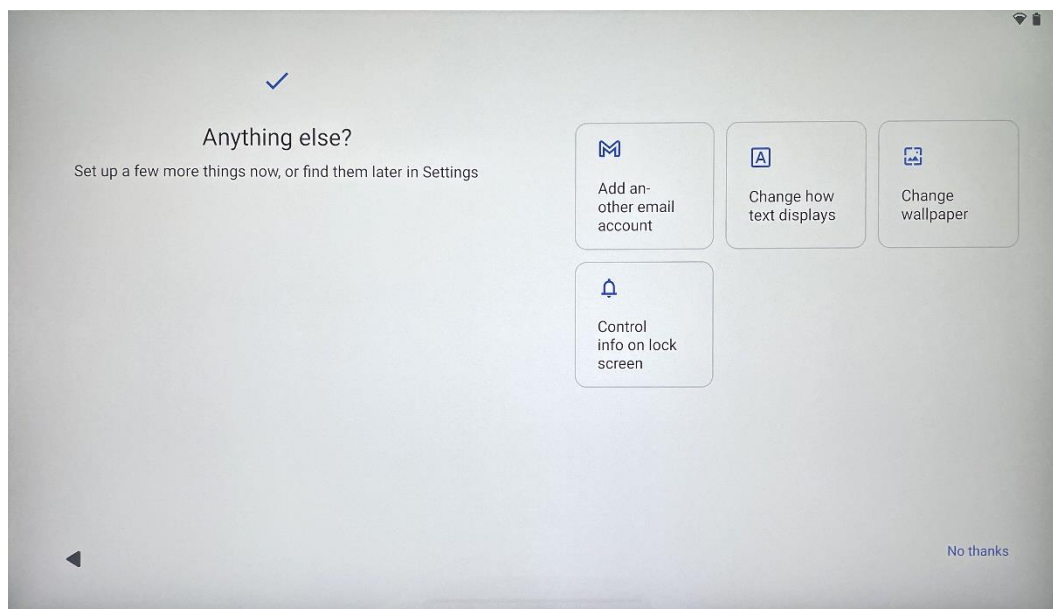 Anything else?
Set up a few more things now, or find them later in Settings
Add an-
other email
account
A
Change how
text displays
Change
wallpaper
Control
info on lock
screen
No thanks